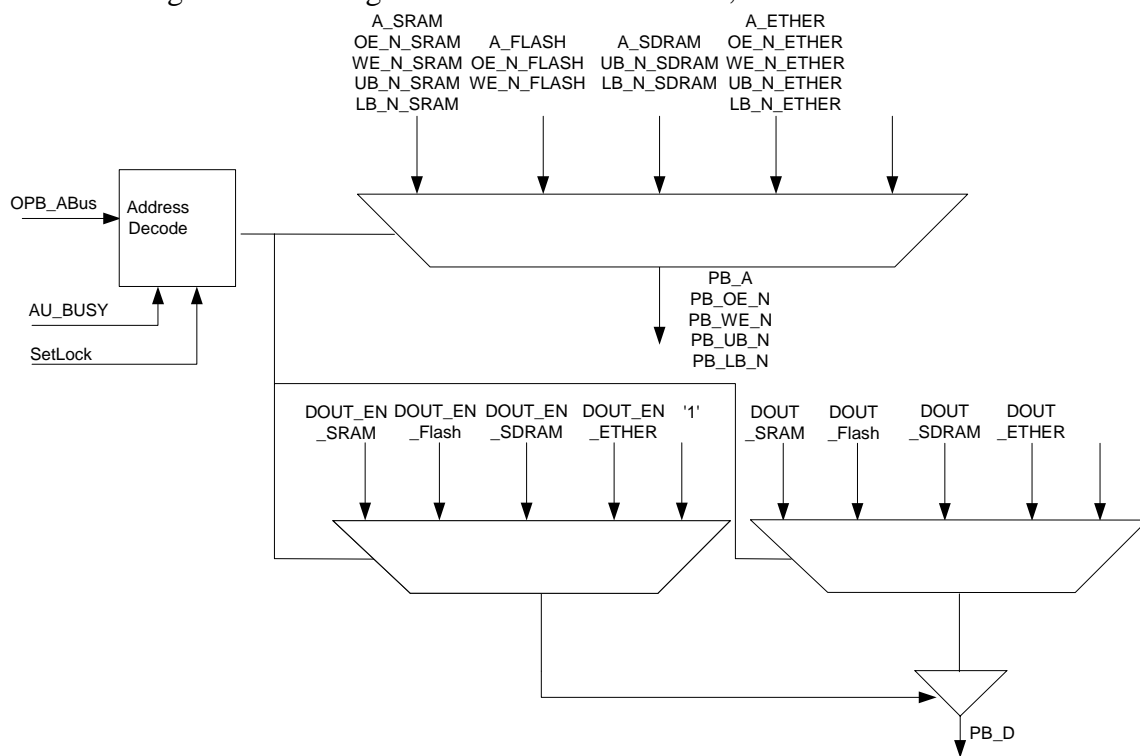 A_SRAM
OE_N_SRAM
WE_N_SRAM
UB_N_SRAM
LB_N_SRAM
A_FLASH
OE_N_FLASH
WE_N_FLASH
A_SDRAM
UB_N_SDRAM
LB_N_SDRAM
A_ETHER
OE_N_ETHER
WE_N_ETHER
UB_N_ETHER
LB_N_ETHER
OPB_ABus
Address
Decode
AU_BUSY
SetLock
PB_A
PB_OE_N
PB_WE_N
PB_UB_N
PB_LB_N
DOUT_EN
_SRAM
DOUT_EN
_Flash
DOUT_EN
_SDRAM
DOUT_EN
_ETHER
'1'
DOUT
_SRAM
DOUT
_Flash
DOUT
_SDRAM
DOUT
_ETHER
PB_D